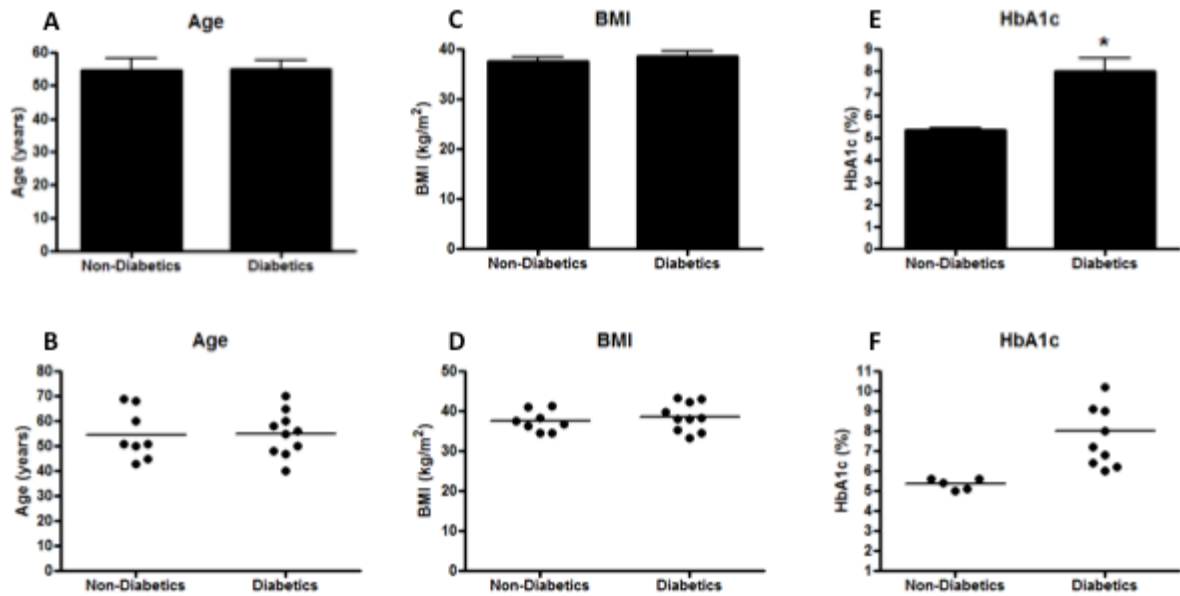 A Age
60
50
40
30
20
10
0
Age (years)
Non-Diabetics Diabetics
C BMI
40
30
20
10
0
BMI (kg/m²)
Non-Diabetics Diabetics
E HbA1c
*
9
8
7
6
5
4
3
2
1
0
HbA1c (%)
Non-Diabetics Diabetics
B Age
80
70
60
50
40
30
20
10
0
Age (years)
Non-Diabetics Diabetics
D BMI
50
40
30
20
10
0
BMI (kg/m²)
Non-Diabetics Diabetics
F HbA1c
11
10
9
8
7
6
5
4
3
2
1
HbA1c (%)
Non-Diabetics Diabetics